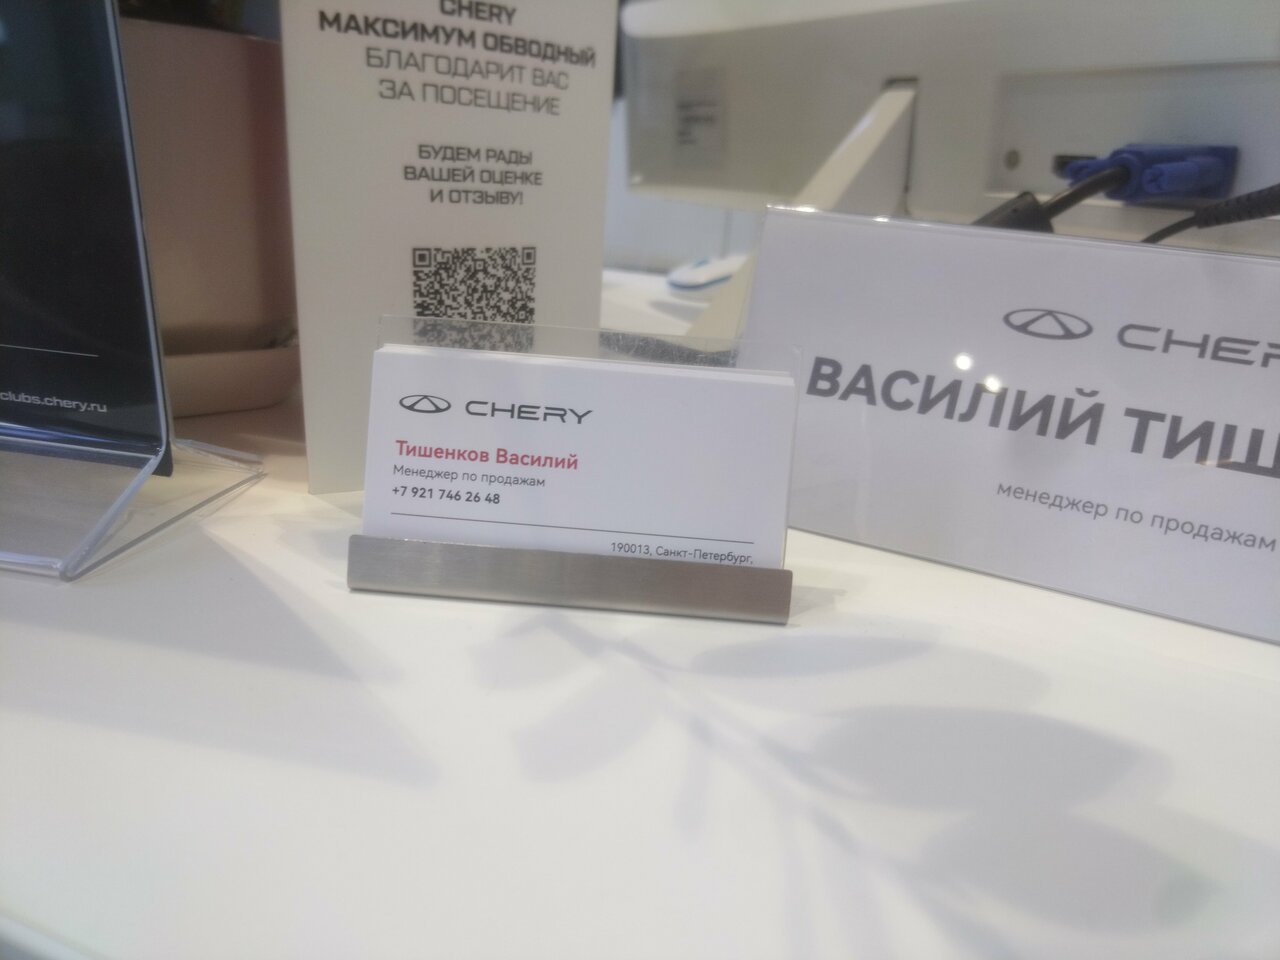 CHERY
МАКСИМУМ ОБВОДНЫЙ
БЛАГОДАРИТ ВАС
ЗА ПОСЕЩЕНИЕ
БУДЕМ РАДЫ
ВАШЕЙ ОЦЕНКЕ
И ОТЗЫВУ!
clubs.chery.ru
CHERY
Тишенков Василий
Менеджер по продажам
+7 921 746 26 48
190013, Санкт-Петербург,
CHER
ВАСИЛИЙ ТИШ
менеджер по продажам